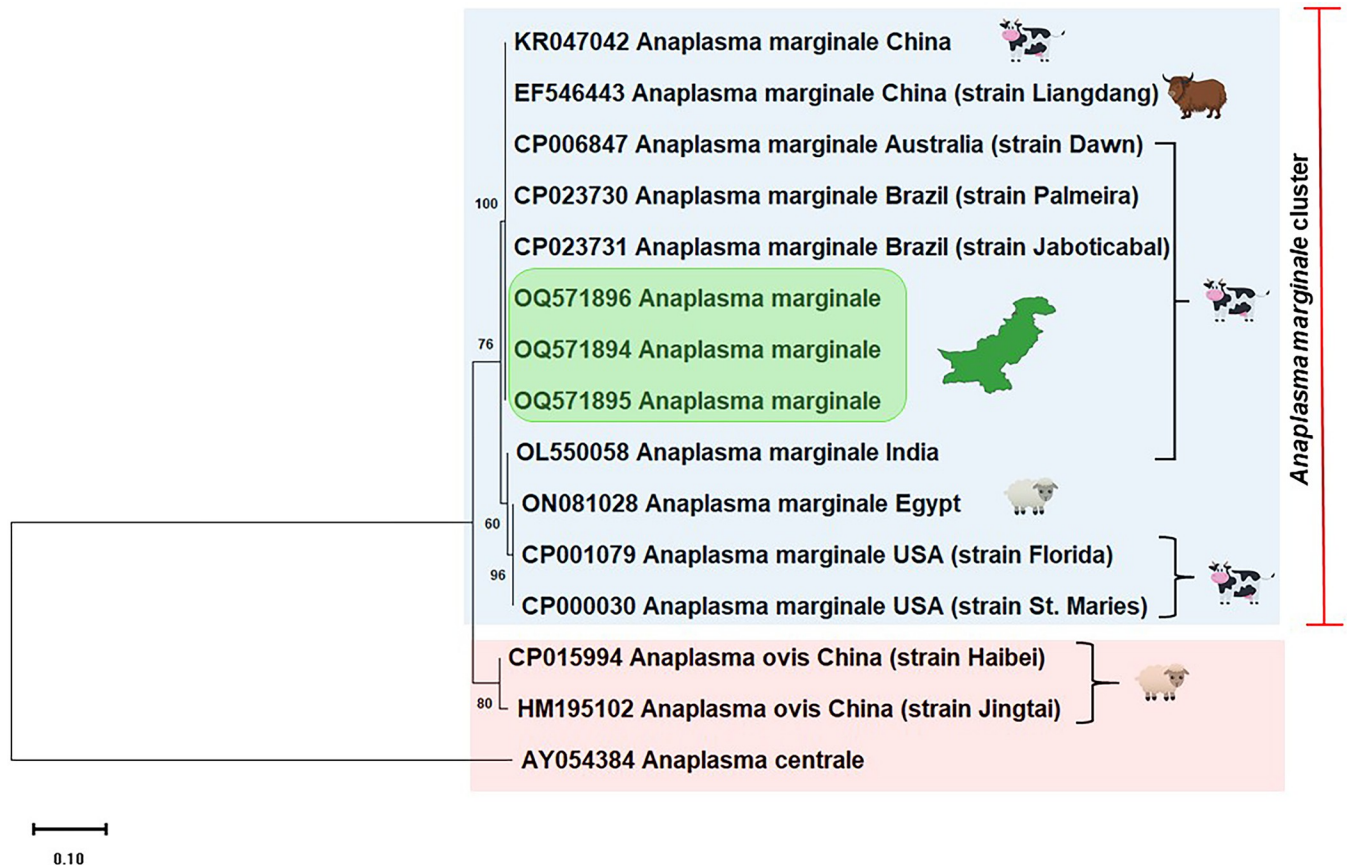 KR047042 Anaplasma marginale China
EF546443 Anaplasma marginale China (strain Liangdang)
CP006847 Anaplasma marginale Australia (strain Dawn)
CP023730 Anaplasma marginale Brazil (strain Palmeira)
100
CP023731 Anaplasma marginale Brazil (strain Jaboticabal)
OQ571896 Anaplasma marginale
76
OQ571894 Anaplasma marginale
OQ571895 Anaplasma marginale
OL550058 Anaplasma marginale India
ON081028 Anaplasma marginale Egypt
60
CP001079 Anaplasma marginale USA (strain Florida)
96
CP000030 Anaplasma marginale USA (strain St. Maries)
CP015994 Anaplasma ovis China (strain Haibei)
80
HM195102 Anaplasma ovis China (strain Jingtai)
AY054384 Anaplasma centrale
Anaplasma marginale cluster
0.10